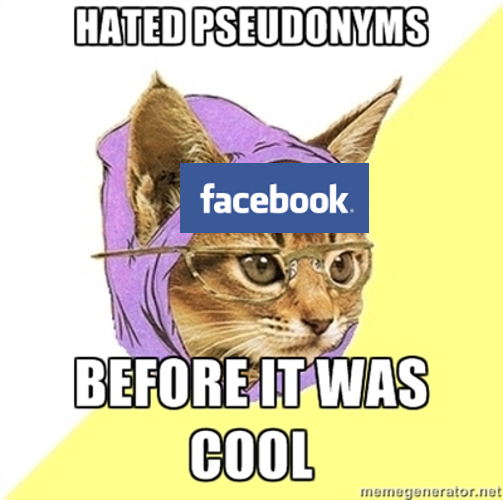 HATED PSEUDONYMS
facebook.
BEFORE IT WAS
COOL
memegenerator.net